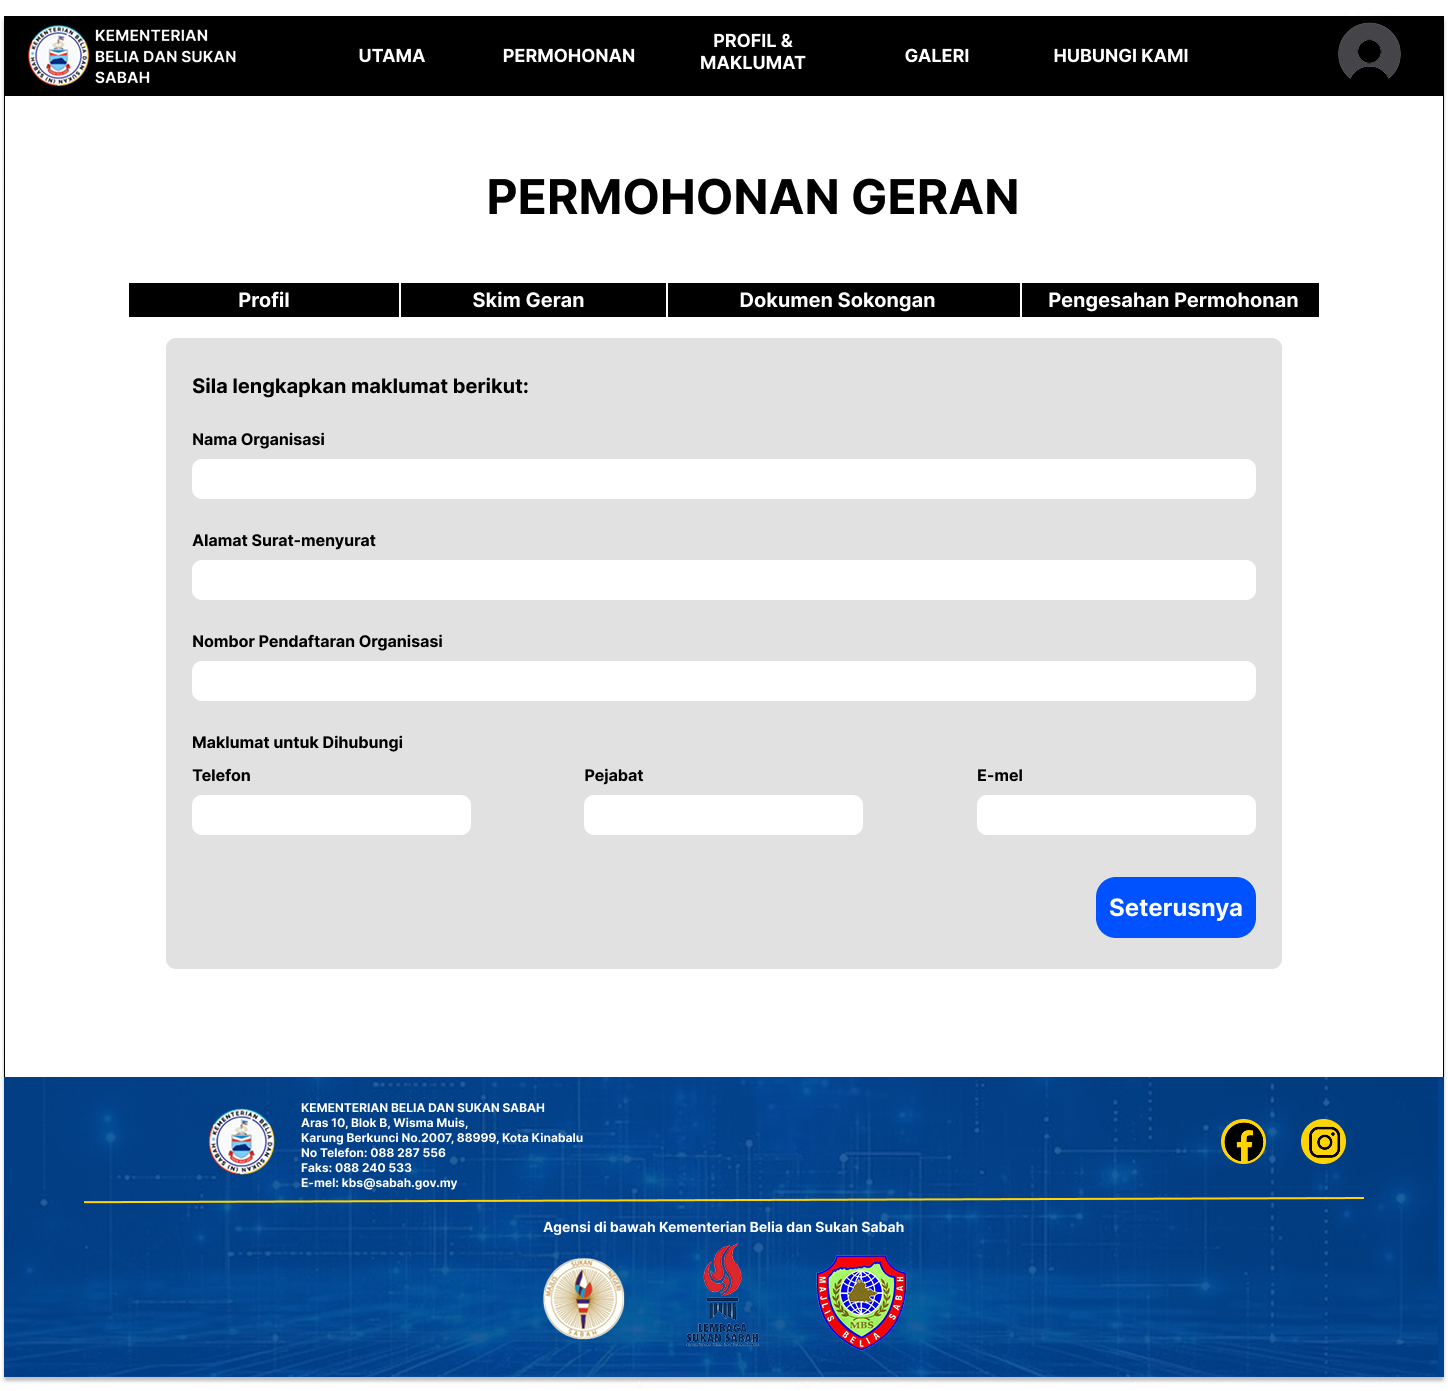 KEMENTERIAN
BELIA DAN SUKAN
SABAH
UTAMA
PERMOHONAN
PROFIL &
MAKLUMAT
GALERI
HUBUNGI KAMI
PERMOHONAN GERAN
Profil
Skim Geran
Dokumen Sokongan
Pengesahan Permohonan
Sila lengkapkan maklumat berikut:
Nama Organisasi
Alamat Surat-menyurat
Nombor Pendaftaran Organisasi
Maklumat untuk Dihubungi
Telefon
Pejabat
E-mel
Seterusnya
KEMENTERIAN BELIA DAN SUKAN SABAH
Aras 10, Blok B, Wisma Muis,
Karung Berkunci No.2007, 88999, Kota Kinabalu
No Telefon: 088 287 556
Faks: 088 240 533
E-mel: kbs@sabah.gov.my
Agensi di bawah Kementerian Belia dan Sukan Sabah
MAJLIS SUKAN NEGERI
SABAH
LEMBAGA
SUKAN SABAH
MAJLIS BELIA SABAH
MBS